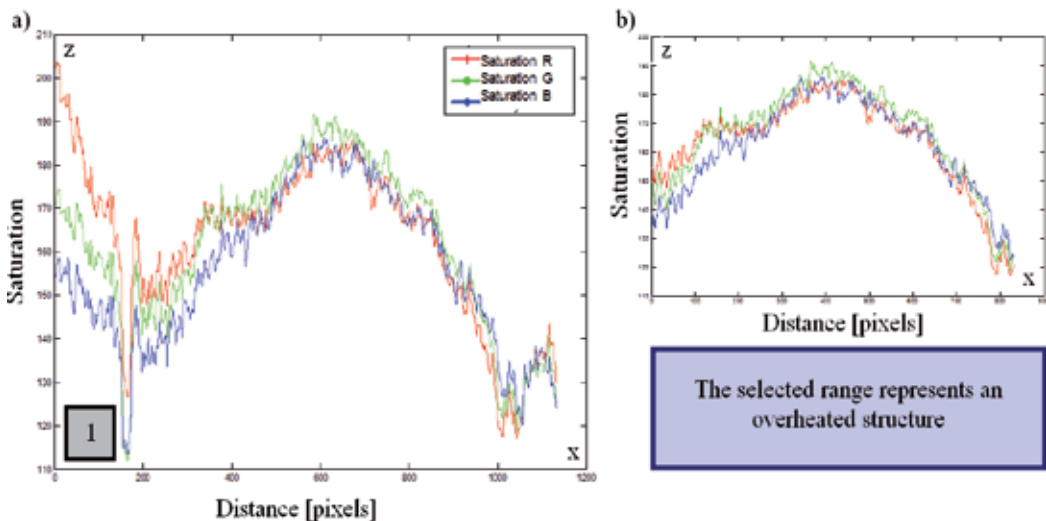 a)
z
210
200
190
180
170
160
150
140
130
120
110
0
200
400
600
800
1000
1200
Saturation
Distance [pixels]
x
Saturation R
Saturation G
Saturation B
1
b)
z
Saturation
x
Distance [pixels]
The selected range represents an
overheated structure